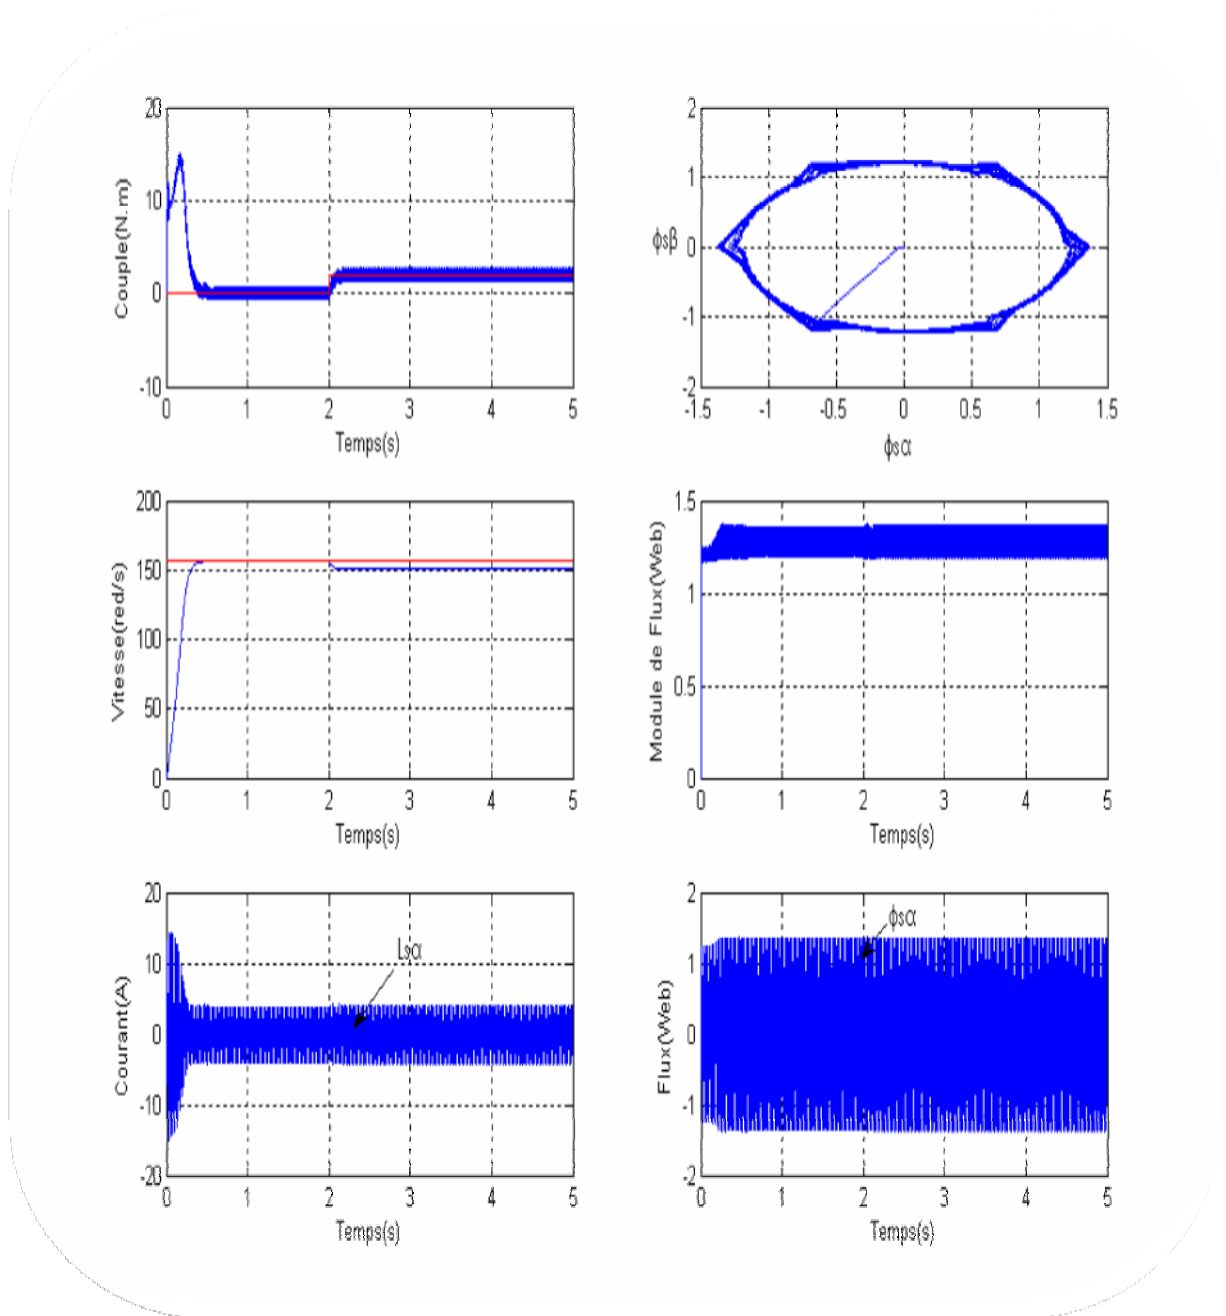 20
10
0
-10
Couple(N.m)
0 1 2 3 4 5
Temps(s)
2
1
0
-1
-2
ϕsβ
-1.5 -1 -0.5 0 0.5 1 1.5
ϕsα
200
150
100
50
0
Vitesse(red/s)
0 1 2 3 4 5
Temps(s)
1.5
1
0.5
0
Module de Flux(Web)
0 1 2 3 4 5
Temps(s)
20
10
0
-10
-20
Courant(A)
Lsα
0 1 2 3 4 5
Temps(s)
2
1
0
-1
-2
Flux(Web)
ϕsα
0 1 2 3 4 5
Temps(s)